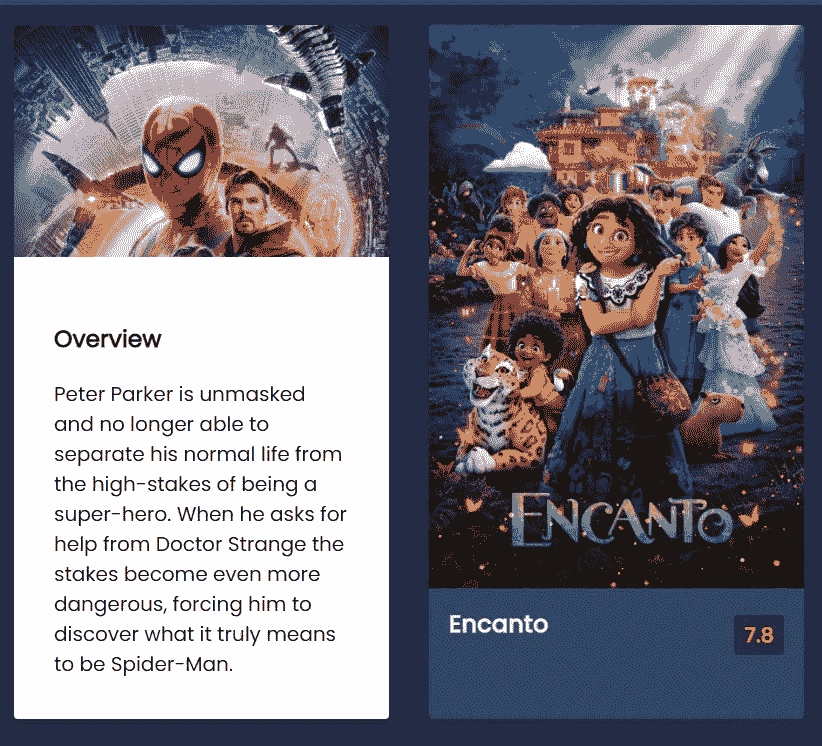 Overview
Peter Parker is unmasked
and no longer able to
separate his normal life from
the high-stakes of being a
super-hero. When he asks for
help from Doctor Strange the
stakes become even more
dangerous, forcing him to
discover what it truly means
to be Spider-Man.
ENCANTO
Encanto
7.8